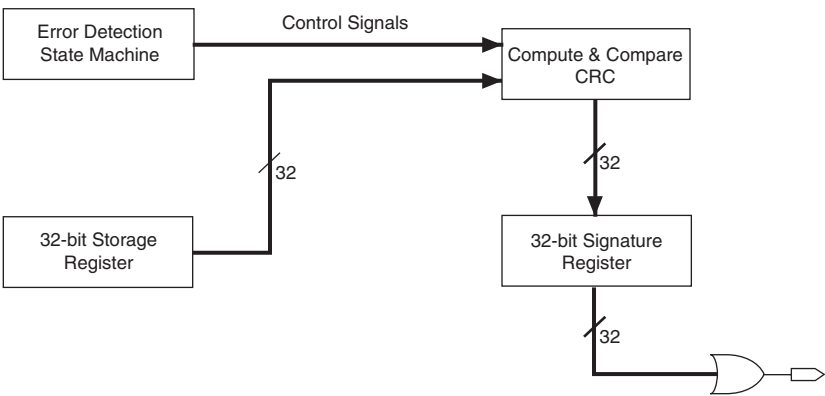 Error Detection
State Machine
Control Signals
Compute & Compare
CRC
32
32
32-bit Storage
Register
32-bit Signature
Register
32